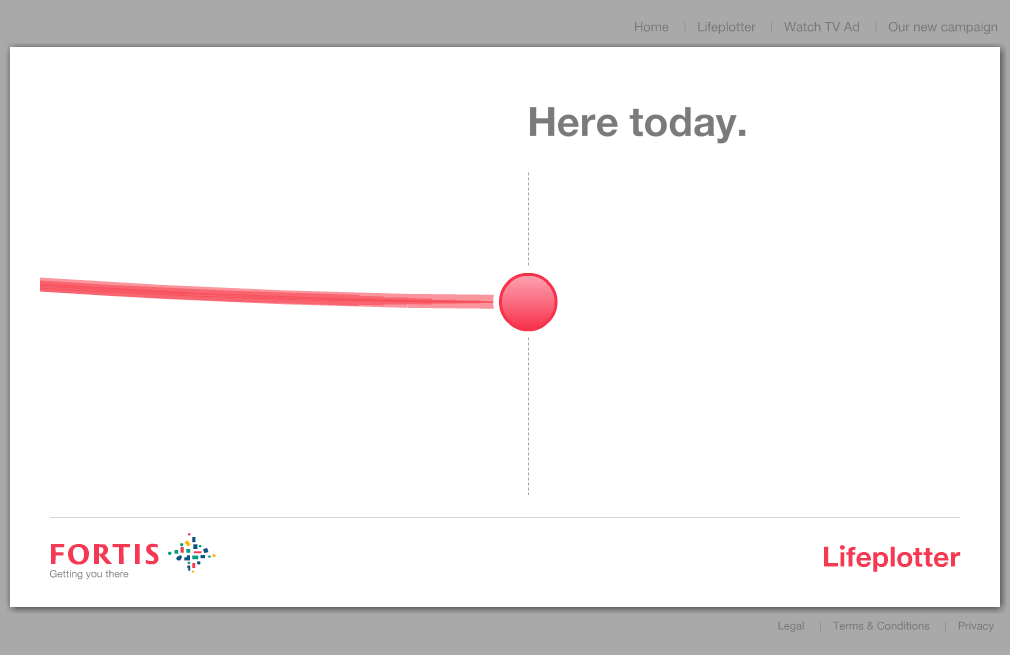 Home | Lifeplotter | Watch TV Ad | Our new campaign
Here today.
FORTIS
Getting you there
Lifeplotter
Legal | Terms & Conditions | Privacy